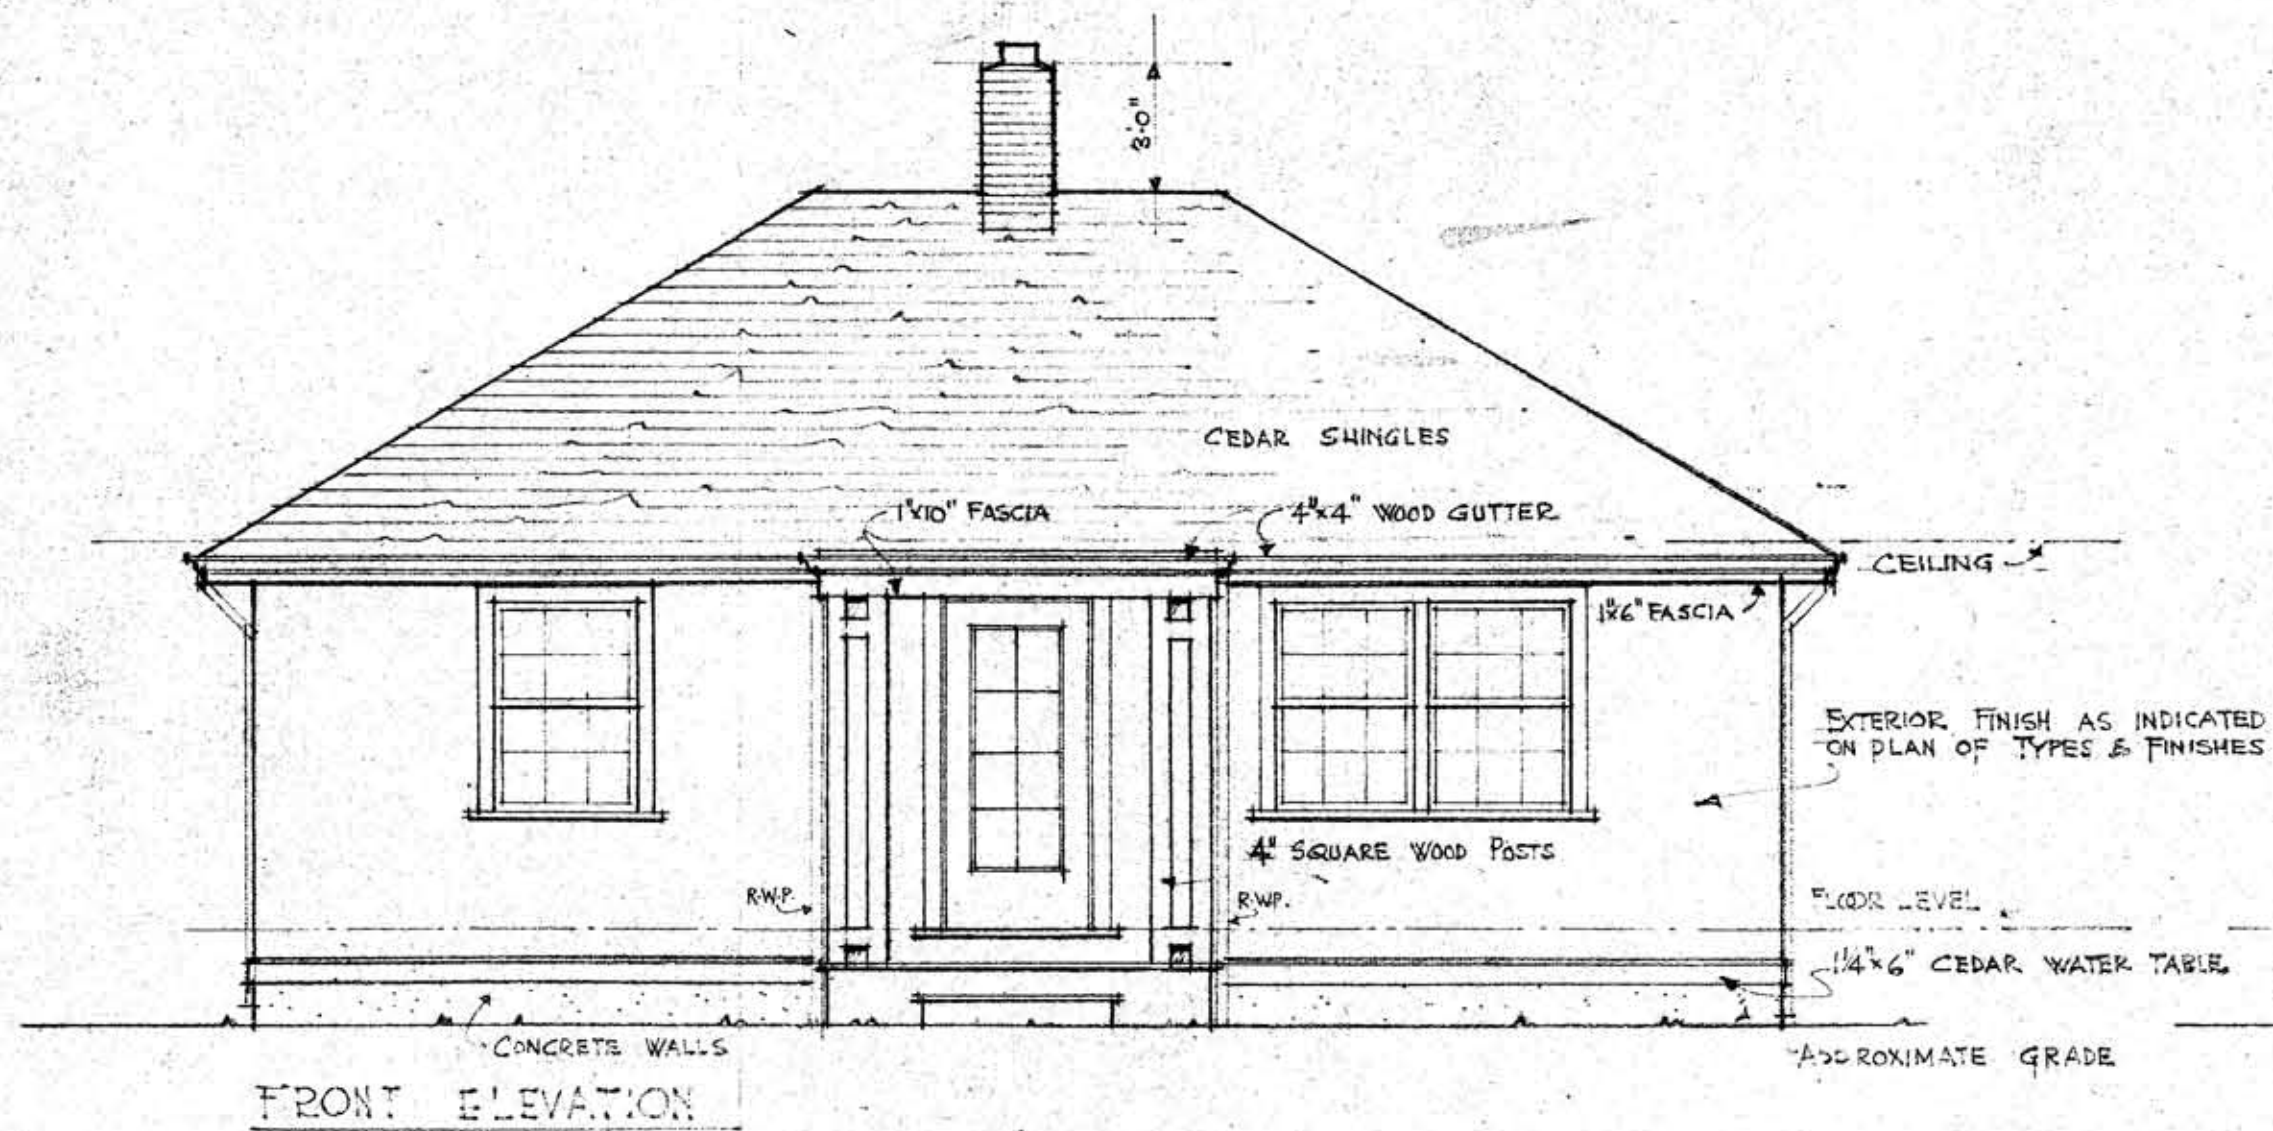 3'0"
CEDAR SHINGLES
1"X10" FASCIA
4"x4" WOOD GUTTER
CEILING
1"x6" FASCIA
EXTERIOR FINISH AS INDICATED
ON PLAN OF TYPES & FINISHES
4" SQUARE WOOD POSTS
R.W.P.
R.W.P.
FLOOR LEVEL
1 1/4"x6" CEDAR WATER TABLE
CONCRETE WALLS
APPROXIMATE GRADE
FRONT ELEVATION